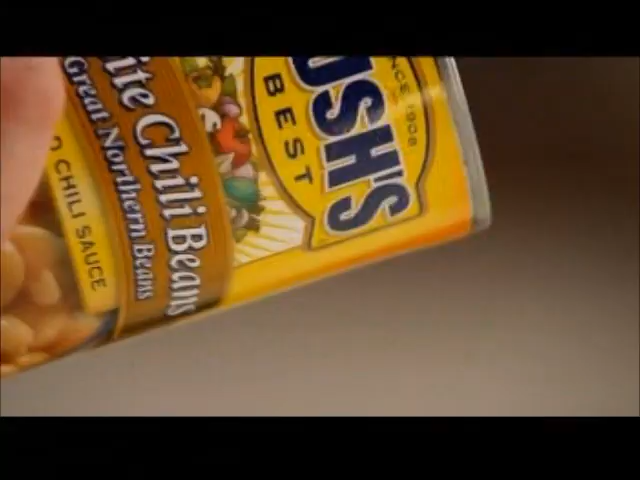 USH'S
BEST
NCE 1908
ite Chili Beans
Great Northern Beans
CHILI SAUCE